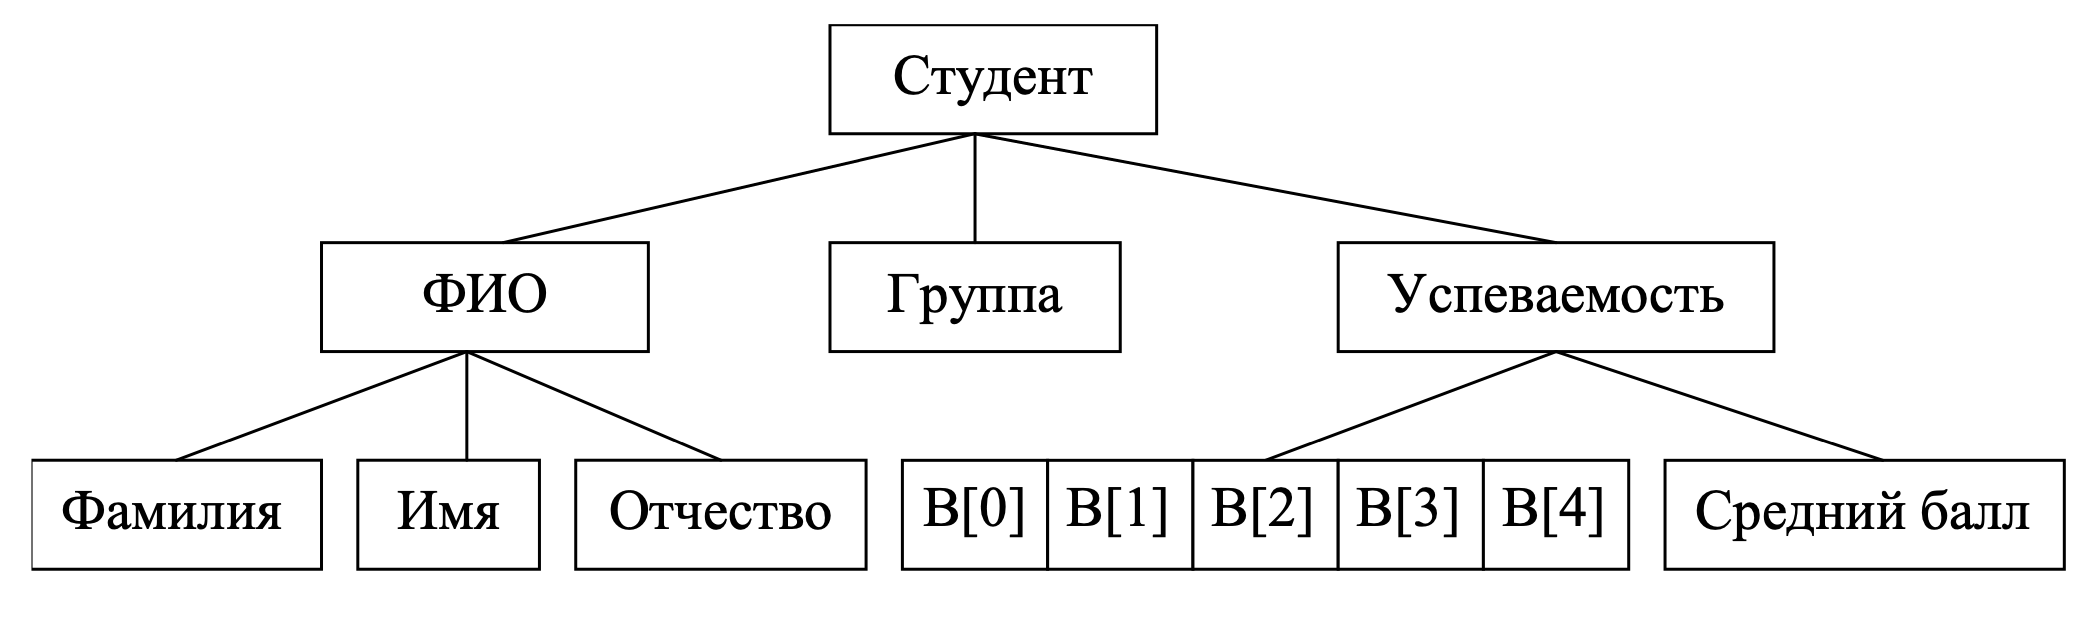 Студент
ФИО Группа Успеваемость
Фамилия Имя Отчество B[0] B[1] B[2] B[3] B[4] Средний балл